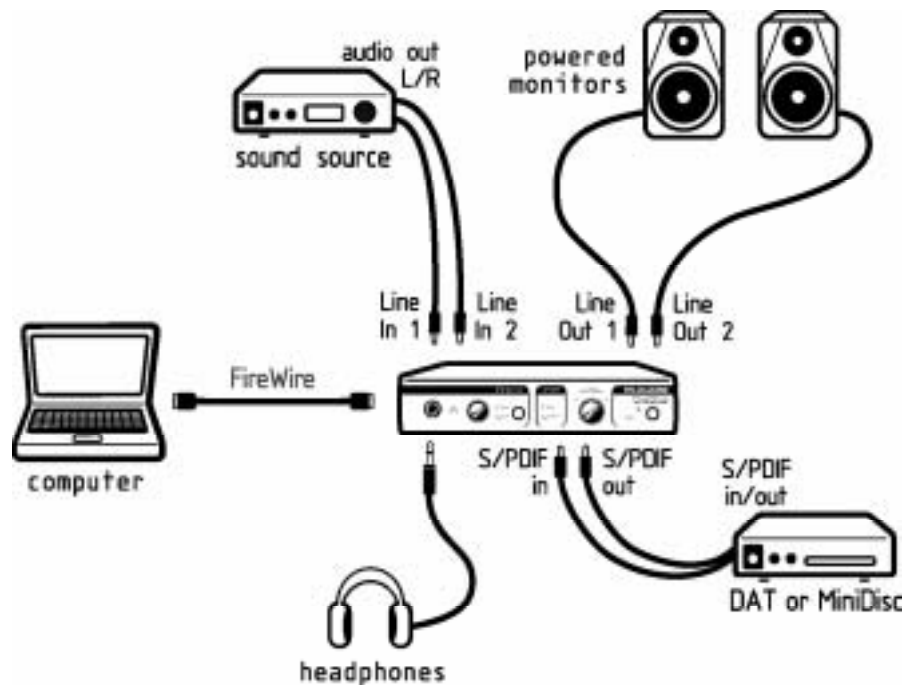 audio out
L/R
powered
monitors
sound source
Line
In 1
Line
In 2
Line
Out 1
Line
Out 2
FireWire
computer
S/PDIF
in
S/PDIF
out
S/PDIF
in/out
DAT or MiniDisc
headphones